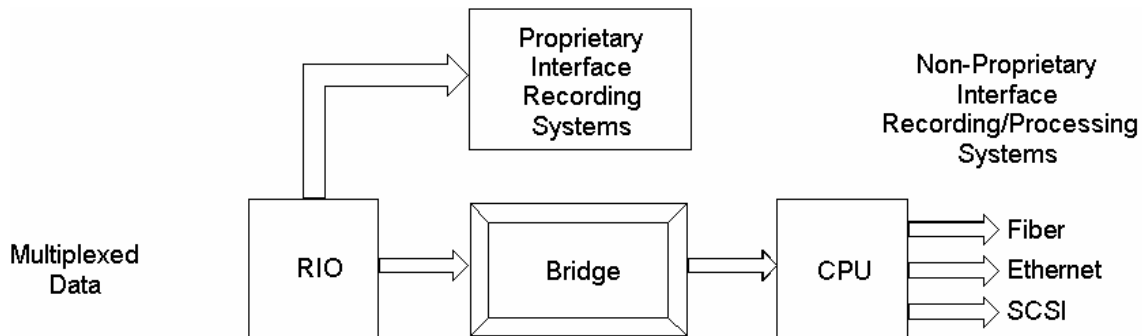 Proprietary
Interface
Recording
Systems
Non-Proprietary
Interface
Recording/Processing
Systems
Multiplexed
Data
RIO
Bridge
CPU
Fiber
Ethernet
SCSI